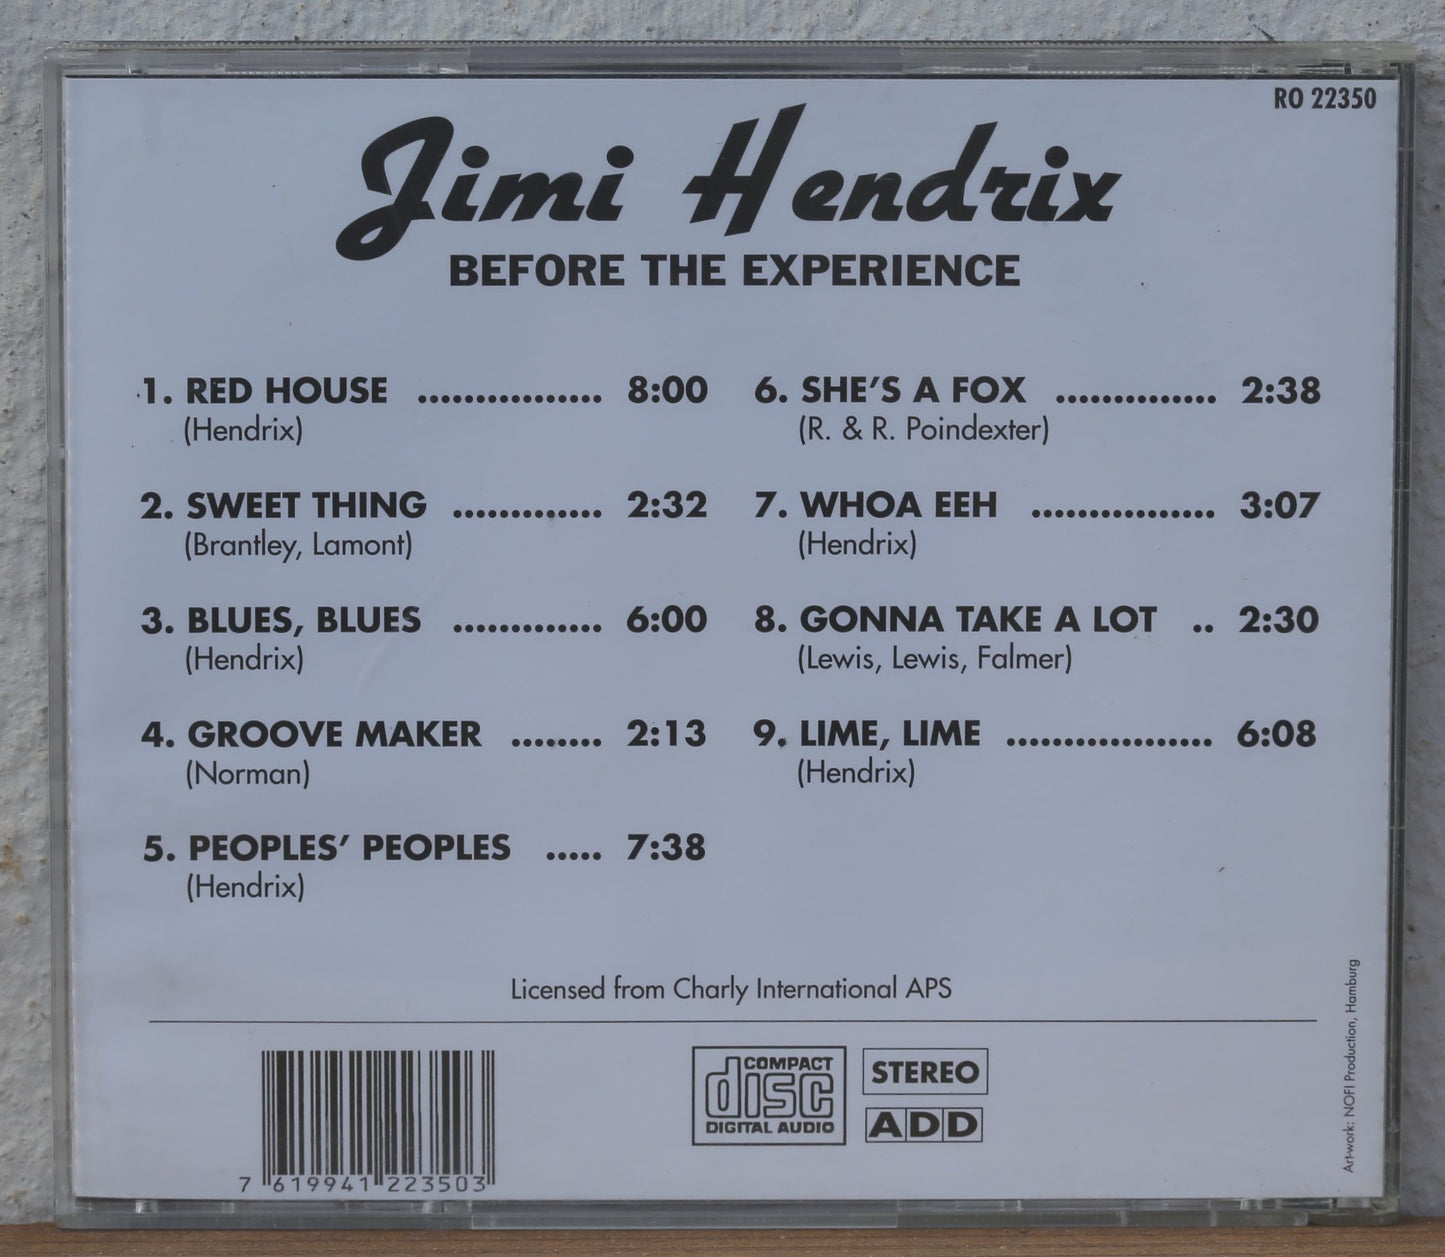 RO 22350
Jimi Hendrix
BEFORE THE EXPERIENCE
1. RED HOUSE ................ 8:00
(Hendrix)
2. SWEET THING ............. 2:32
(Brantley, Lamont)
3. BLUES, BLUES ............. 6:00
(Hendrix)
4. GROOVE MAKER ........ 2:13
(Norman)
5. PEOPLES' PEOPLES ..... 7:38
(Hendrix)
6. SHE'S A FOX .............. 2:38
(R. & R. Poindexter)
7. WHOA EEH ................ 3:07
(Hendrix)
8. GONNA TAKE A LOT .. 2:30
(Lewis, Lewis, Falmer)
9. LIME, LIME .................. 6:08
(Hendrix)
Licensed from Charly International APS
7 619941 223503
COMPACT
disc
DIGITAL AUDIO
STEREO
ADD
Art-work: NOFI Production, Hamburg